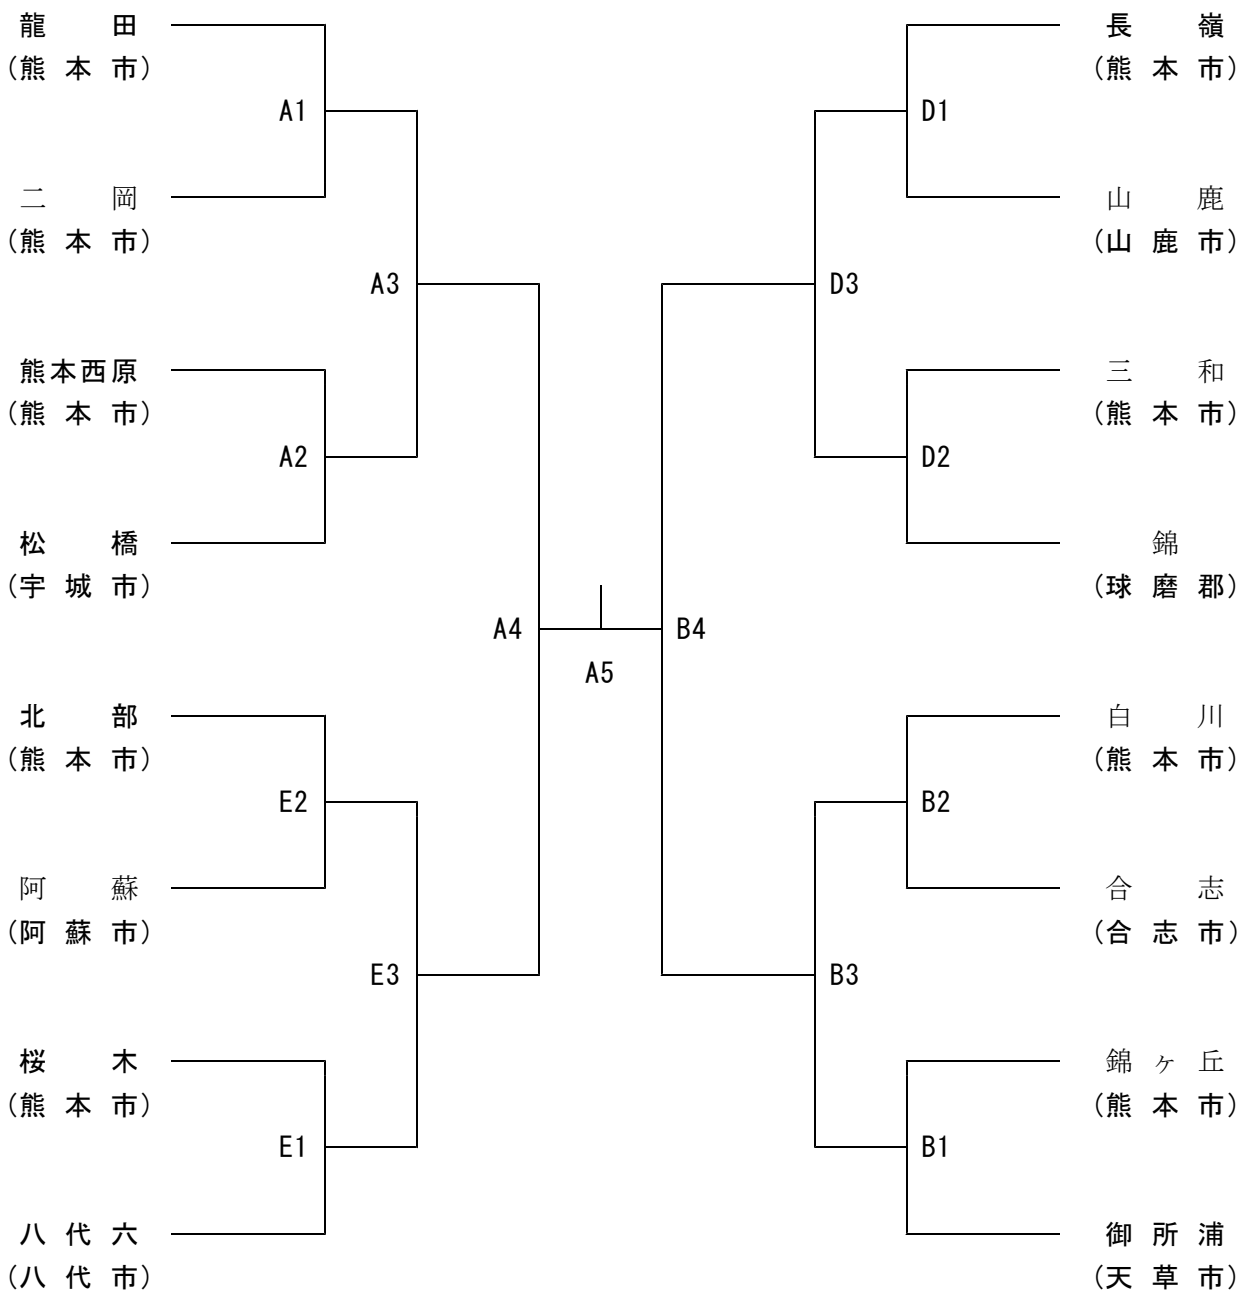 龍 田
(熊 本 市)
A1
二 岡
(熊 本 市)
A3
熊本西原
(熊 本 市)
A2
松 橋
(宇 城 市)
A4
北 部
(熊 本 市)
E2
阿 蘇
(阿 蘇 市)
E3
桜 木
(熊 本 市)
E1
八 代 六
(八 代 市)
A5
長 嶺
(熊 本 市)
D1
山 鹿
(山 鹿 市)
D3
三 和
(熊 本 市)
D2
錦
(球 磨 郡)
B4
白 川
(熊 本 市)
B2
合 志
(合 志 市)
B3
錦 ヶ 丘
(熊 本 市)
B1
御 所 浦
(天 草 市)